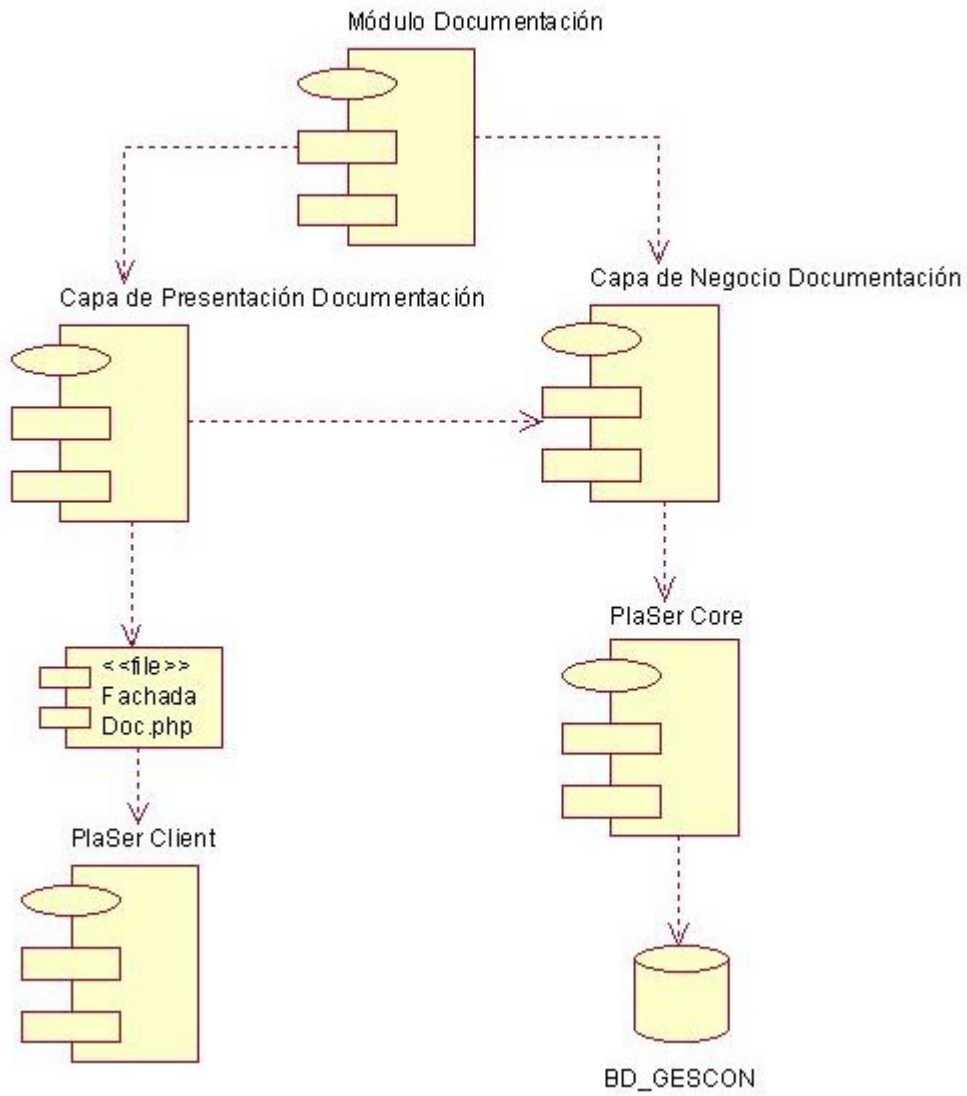 Módulo Documentación
Capa de Presentación Documentación
Capa de Negocio Documentación
PlaSer Core
<<file>>
Fachada
Doc.php
PlaSer Client
BD_GESCON